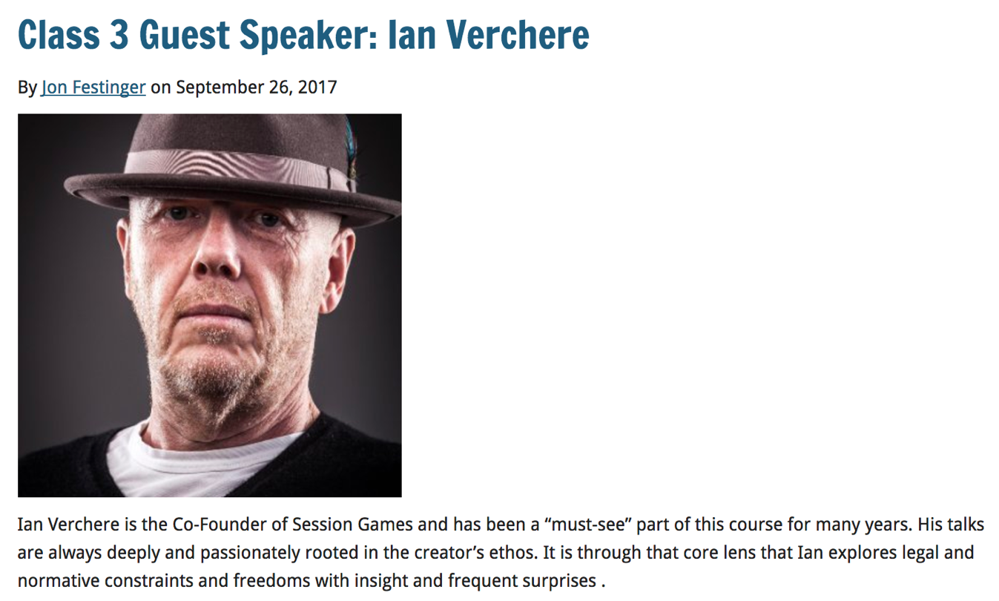 Class 3 Guest Speaker: Ian Verchere
By Jon Festinger on September 26, 2017
Ian Verchere is the Co-Founder of Session Games and has been a “must-see” part of this course for many years. His talks
are always deeply and passionately rooted in the creator’s ethos. It is through that core lens that Ian explores legal and
normative constraints and freedoms with insight and frequent surprises .